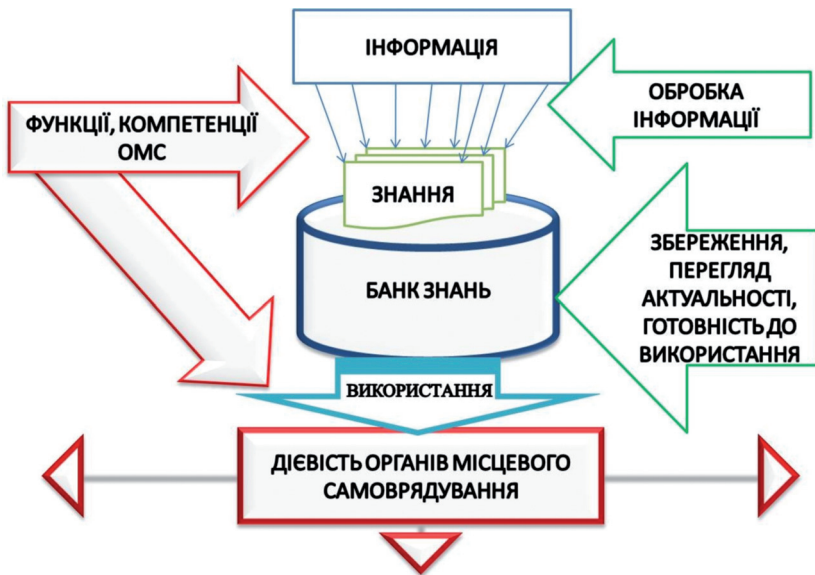 ІНФОРМАЦІЯ
ФУНКЦІЇ, КОМПЕТЕНЦІЇ
ОМС
ОБРОБКА
ІНФОРМАЦІЇ
ЗНАННЯ
БАНК ЗНАНЬ
ЗБЕРЕЖЕННЯ,
ПЕРЕГЛЯД
АКТУАЛЬНОСТІ,
ГОТОВНІСТЬ ДО
ВИКОРИСТАННЯ
ВИКОРИСТАННЯ
ДІЄВІСТЬ ОРГАНІВ МІСЦЕВОГО
САМОВРЯДУВАННЯ